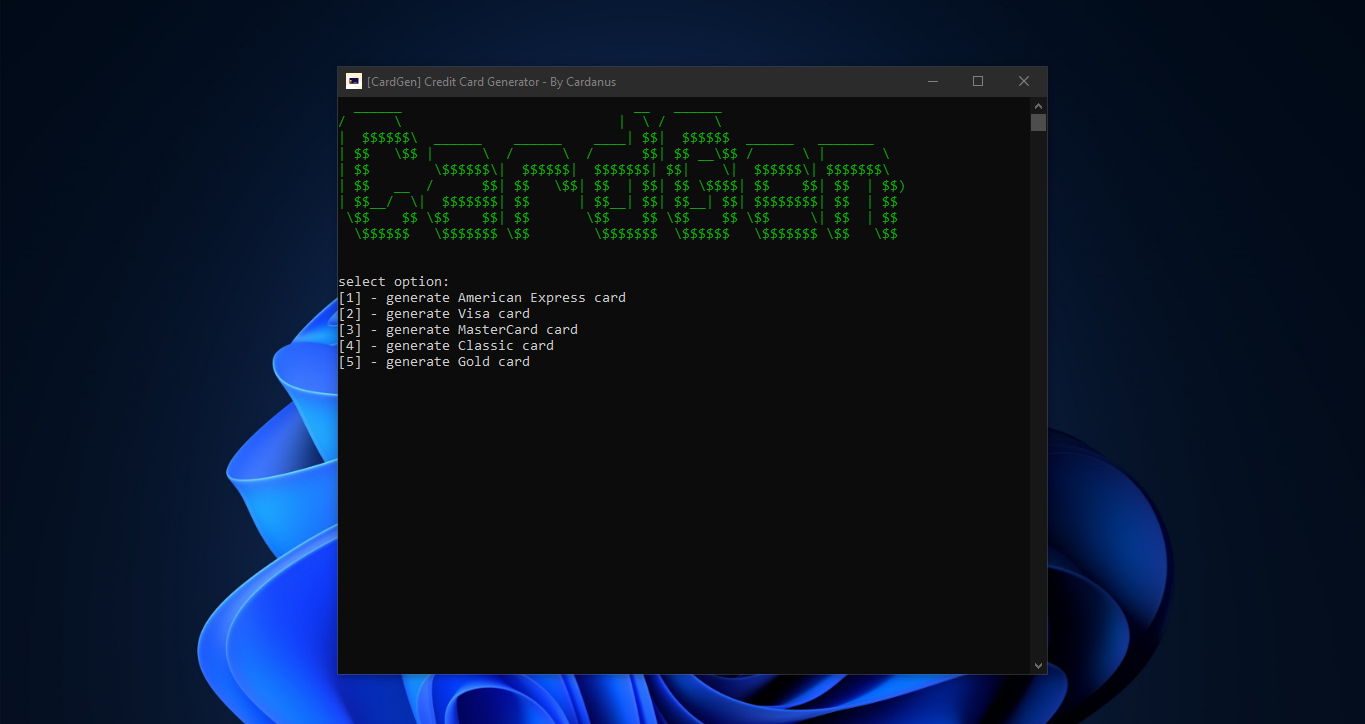 [CardGen] Credit Card Generator - By Cardanus
CardGen
select option:
[1] - generate American Express card
[2] - generate Visa card
[3] - generate MasterCard card
[4] - generate Classic card
[5] - generate Gold card